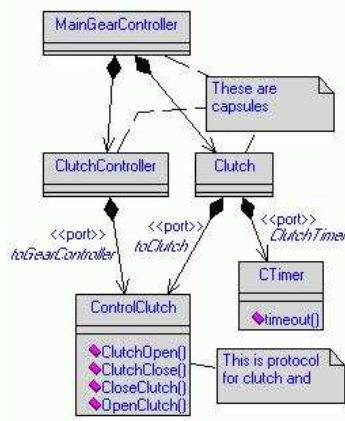 MainGearController
These are
capsules
ClutchController
Clutch
<<port>>
toGearController
<<port>>
toClutch
<<port>>
ClutchTimer
ControlClutch
ClutchOpen()
ClutchClose()
CloseClutch()
OpenClutch()
CTimer
timeout()
This is protocol
for clutch and